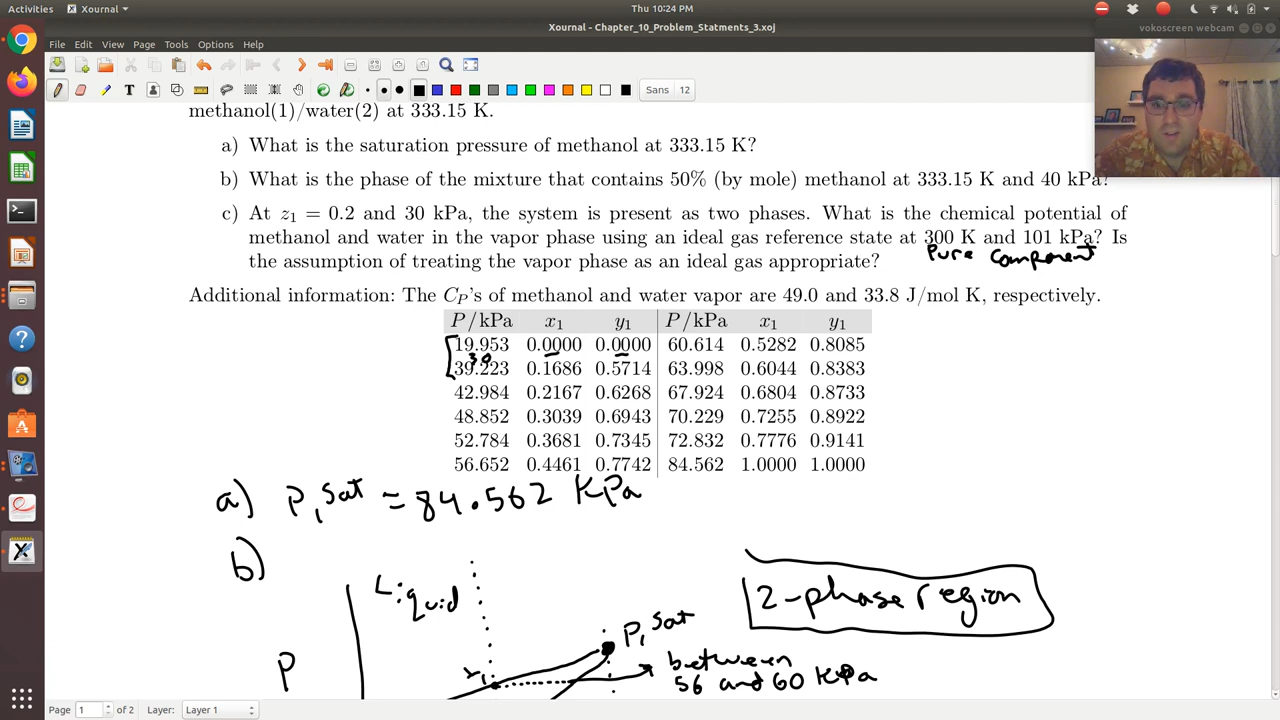 Activities Xournal Thu 10:24 PM
Xournal - Chapter_10_Problem_Statments_3.xoj
vokoscreen webcam
File Edit View Page Tools Options Help
Sans 12
methanol(1)/water(2) at 333.15 K.
a) What is the saturation pressure of methanol at 333.15 K?
b) What is the phase of the mixture that contains 50% (by mole) methanol at 333.15 K and 40 kPa?
c) At z₁ = 0.2 and 30 kPa, the system is present as two phases. What is the chemical potential of
methanol and water in the vapor phase using an ideal gas reference state at 300 K and 101 kPa? Is
the assumption of treating the vapor phase as an ideal gas appropriate?
Pure component
Additional information: The C_P's of methanol and water vapor are 49.0 and 33.8 J/mol K, respectively.
P/kPa x₁ y₁ P/kPa x₁ y₁
19.953 0.0000 0.0000 60.614 0.5282 0.8085
30
39.223 0.1686 0.5714 63.998 0.6044 0.8383
42.984 0.2167 0.6268 67.924 0.6804 0.8733
48.852 0.3039 0.6943 70.229 0.7255 0.8922
52.784 0.3681 0.7345 72.832 0.7776 0.9141
56.652 0.4461 0.7742 84.562 1.0000 1.0000
a) P₁ sat = 84.562 KPa
b)
Liquid
2-phase region
P₁ sat
P
x₁
between
56 and 60 KPa
Page 1 of 2 Layer: Layer 1